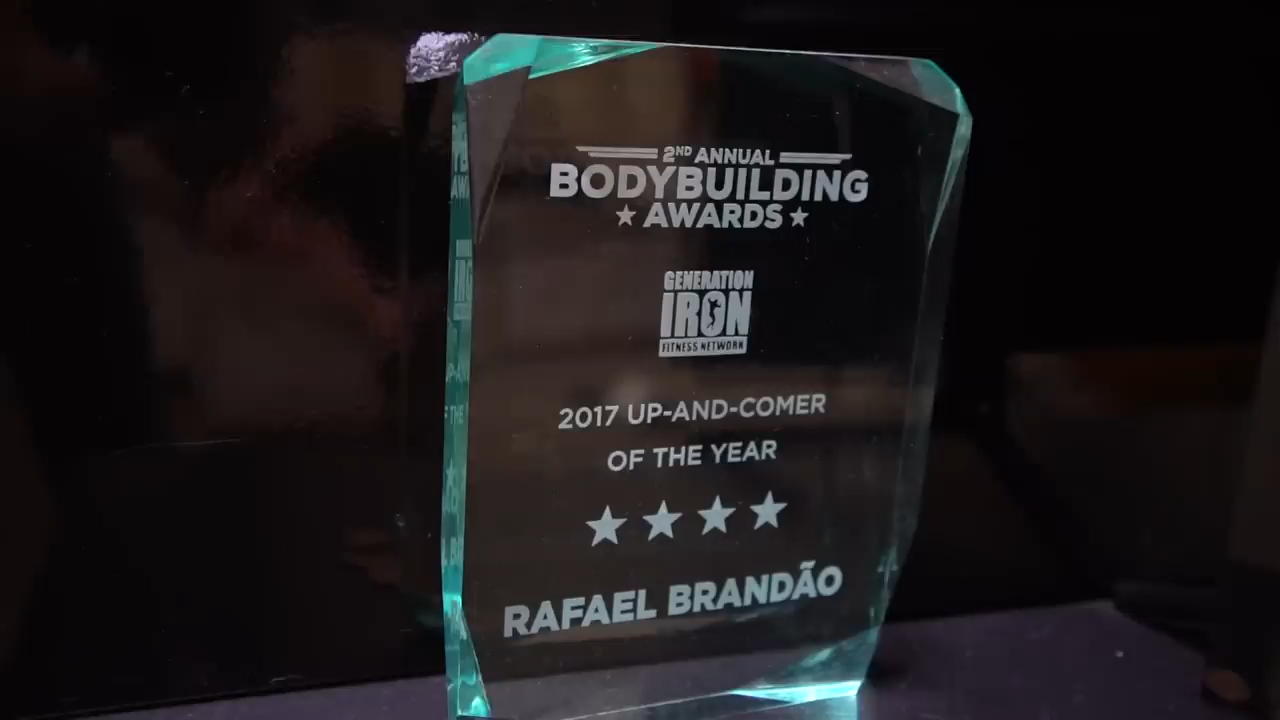 2ND ANNUAL
BODYBUILDING
AWARDS
GENERATION
IRON
FITNESS NETWORK
2017 UP-AND-COMER
OF THE YEAR
RAFAEL BRANDÃO